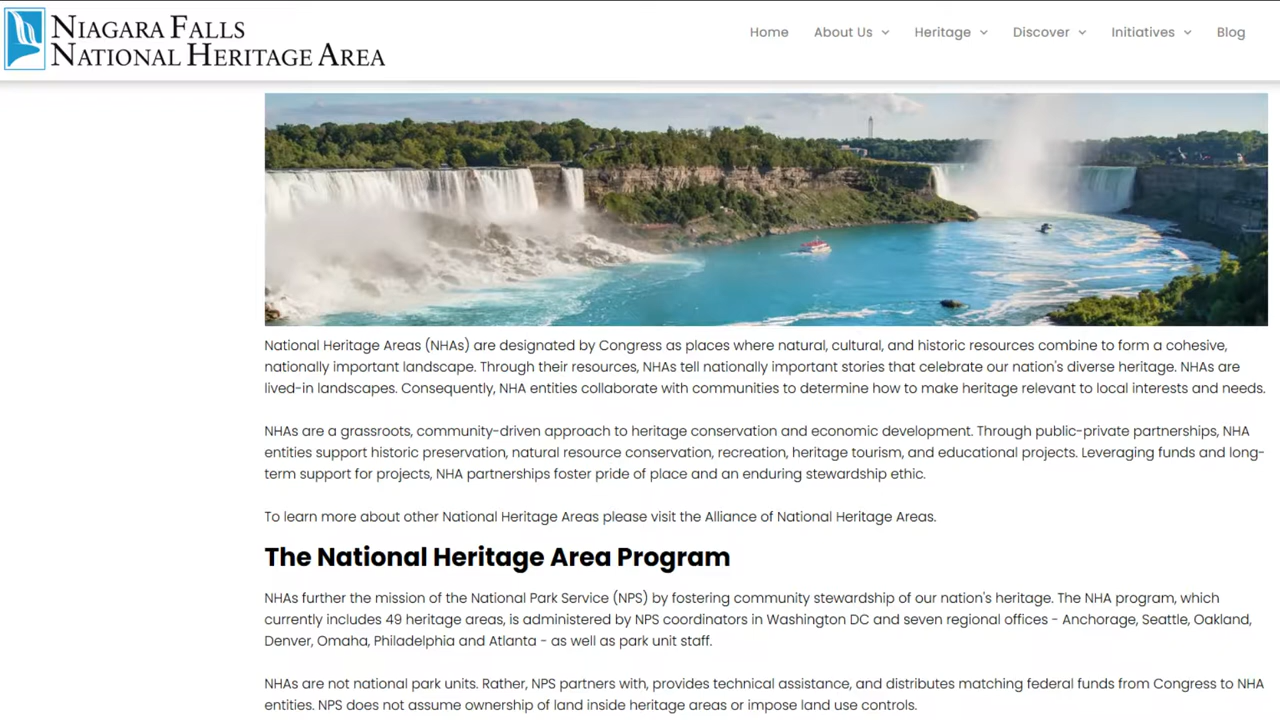 NIAGARA FALLS
NATIONAL HERITAGE AREA
Home About Us Heritage Discover Initiatives Blog
National Heritage Areas (NHAs) are designated by Congress as places where natural, cultural, and historic resources combine to form a cohesive,
nationally important landscape. Through their resources, NHAs tell nationally important stories that celebrate our nation's diverse heritage. NHAs are
lived-in landscapes. Consequently, NHA entities collaborate with communities to determine how to make heritage relevant to local interests and needs.
NHAs are a grassroots, community-driven approach to heritage conservation and economic development. Through public-private partnerships, NHA
entities support historic preservation, natural resource conservation, recreation, heritage tourism, and educational projects. Leveraging funds and long-
term support for projects, NHA partnerships foster pride of place and an enduring stewardship ethic.
To learn more about other National Heritage Areas please visit the Alliance of National Heritage Areas.
The National Heritage Area Program
NHAs further the mission of the National Park Service (NPS) by fostering community stewardship of our nation's heritage. The NHA program, which
currently includes 49 heritage areas, is administered by NPS coordinators in Washington DC and seven regional offices - Anchorage, Seattle, Oakland,
Denver, Omaha, Philadelphia and Atlanta - as well as park unit staff.
NHAs are not national park units. Rather, NPS partners with, provides technical assistance, and distributes matching federal funds from Congress to NHA
entities. NPS does not assume ownership of land inside heritage areas or impose land use controls.